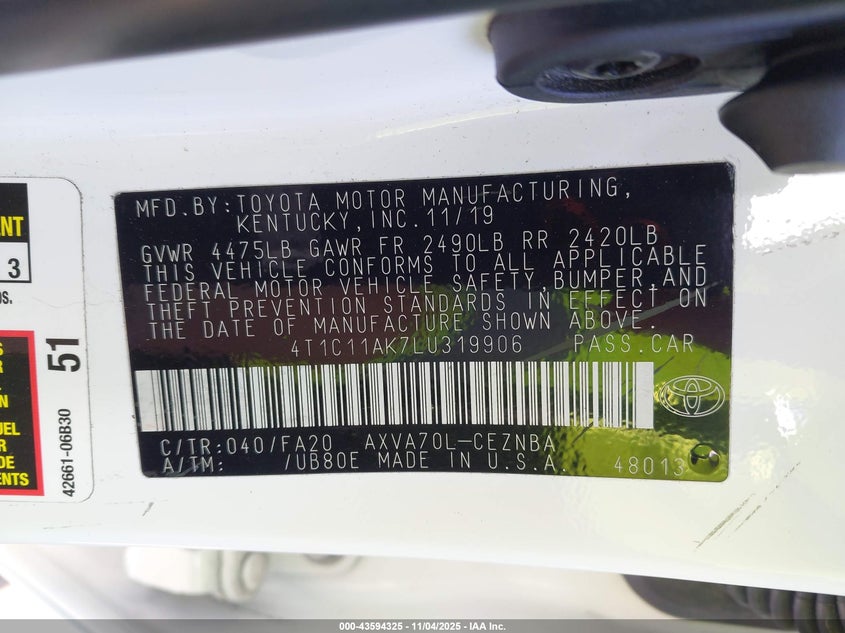 MFD.BY:TOYOTA MOTOR MANUFACTURING,
KENTUCKY,INC.11/19
GVWR 4475LB GAWR FR 2490LB RR 2420LB
THIS VEHICLE CONFORMS TO ALL APPLICABLE
FEDERAL MOTOR VEHICLE SAFETY,BUMPER,AND
THEFT PREVENTION STANDARDS IN EFFECT ON
THE DATE OF MANUFACTURE SHOWN ABOVE.
4T1C11AK7LU319906 PASS.CAR
C/TR:040/FA20 AXVA70L-CEZNBA
A/TM: /UB80E MADE IN U.S.A. 48013
3
51
42661-06B30
000-43594325 | 11/04/2025 | IAA Inc.